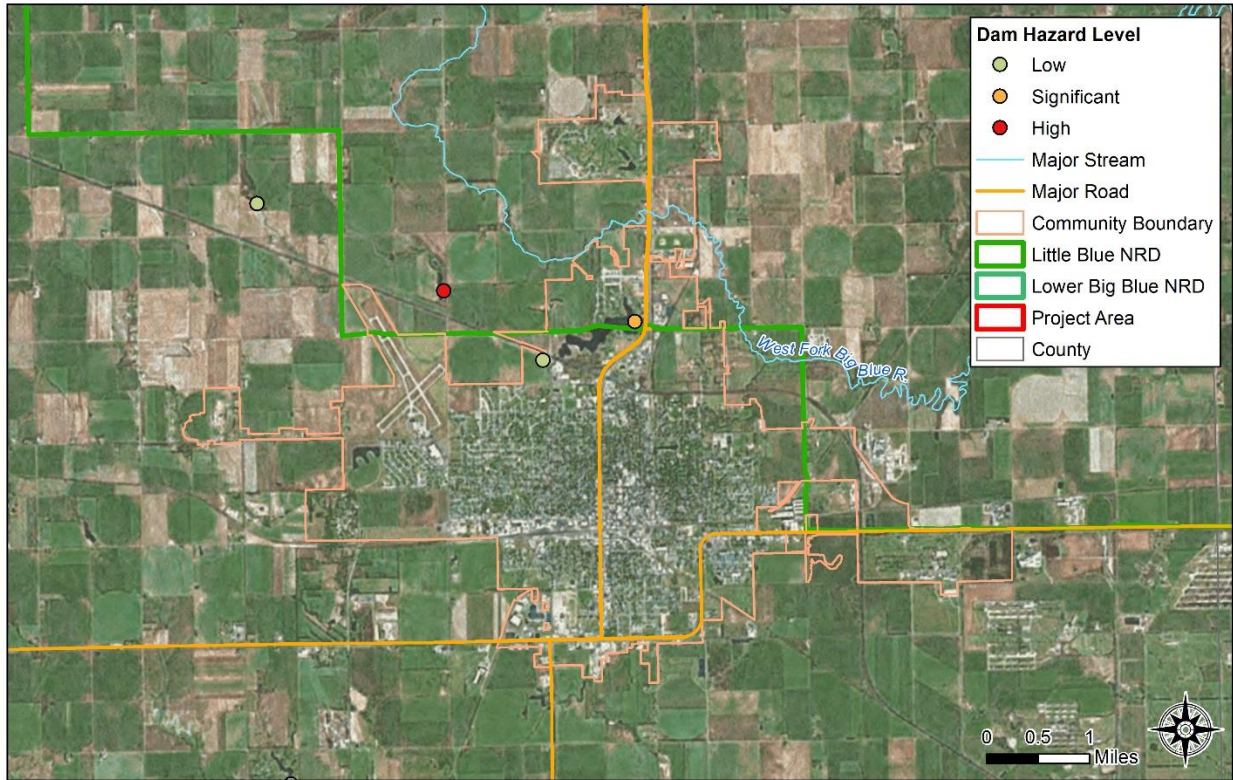 Dam Hazard Level
Low
Significant
High
Major Stream
Major Road
Community Boundary
Little Blue NRD
Lower Big Blue NRD
Project Area
County
West Fork Big Blue R.
0 0.5 1
Miles